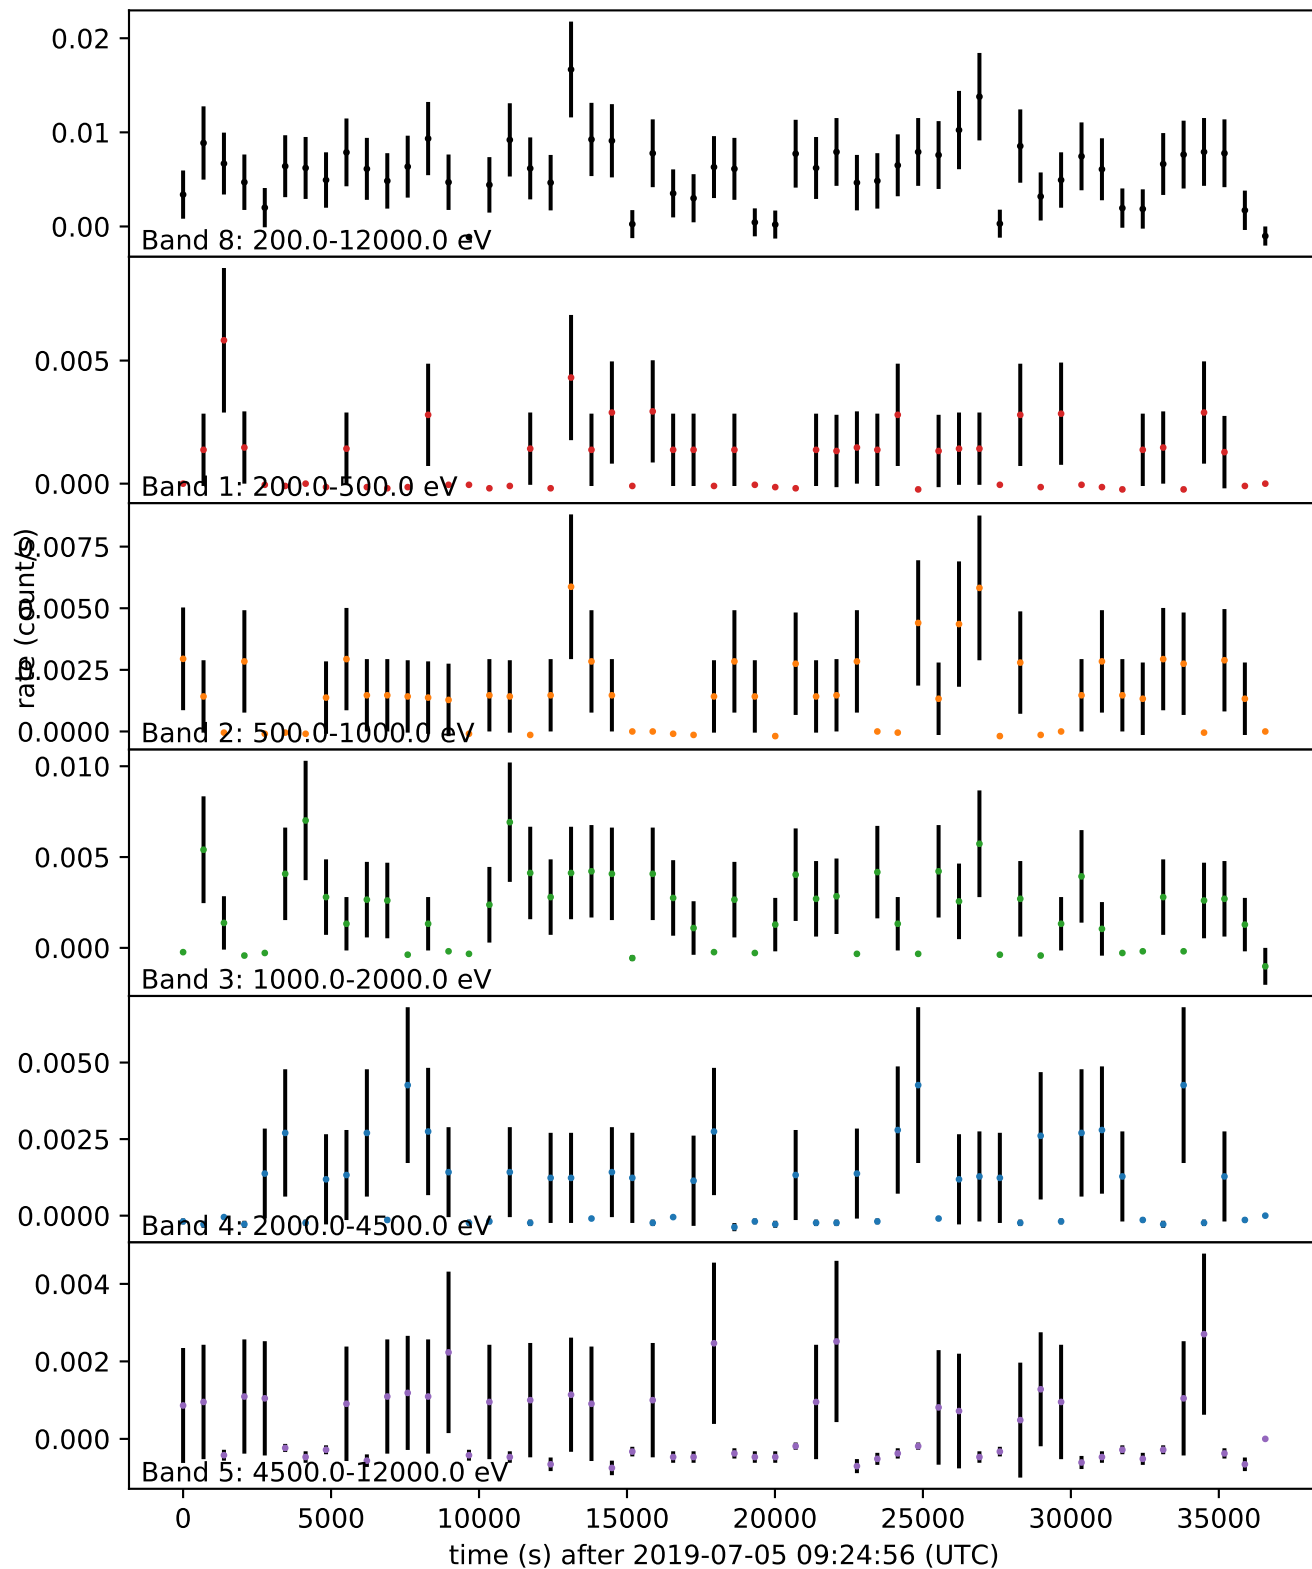 0.02
0.01
0.00
Band 8: 200.0-12000.0 eV
0.005
0.000
Band 1: 200.0-500.0 eV
rate (count/s)
0.0075
0.0050
0.0025
0.0000
Band 2: 500.0-1000.0 eV
0.010
0.005
0.000
Band 3: 1000.0-2000.0 eV
0.0050
0.0025
0.0000
Band 4: 2000.0-4500.0 eV
0.004
0.002
0.000
Band 5: 4500.0-12000.0 eV
0 5000 10000 15000 20000 25000 30000 35000
time (s) after 2019-07-05 09:24:56 (UTC)